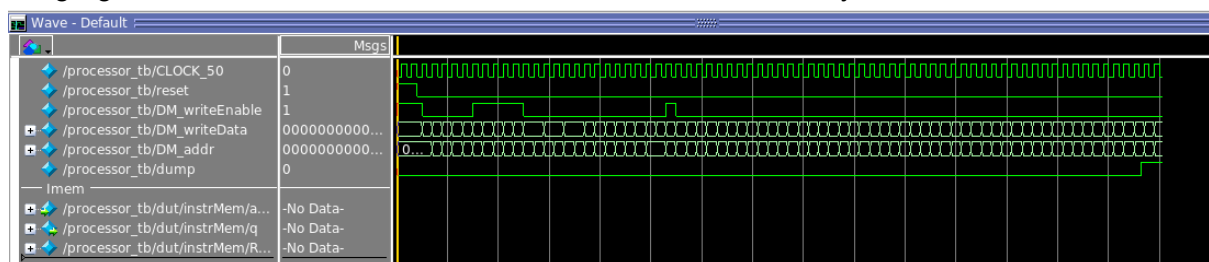 Wave - Default
Msgs
/processor_tb/CLOCK_50 0
/processor_tb/reset 1
/processor_tb/DM_writeEnable 1
/processor_tb/DM_writeData 0000000000...
/processor_tb/DM_addr 0000000000... 0...
/processor_tb/dump 0
Imem
/processor_tb/dut/instrMem/a... -No Data-
/processor_tb/dut/instrMem/q -No Data-
/processor_tb/dut/instrMem/R... -No Data-